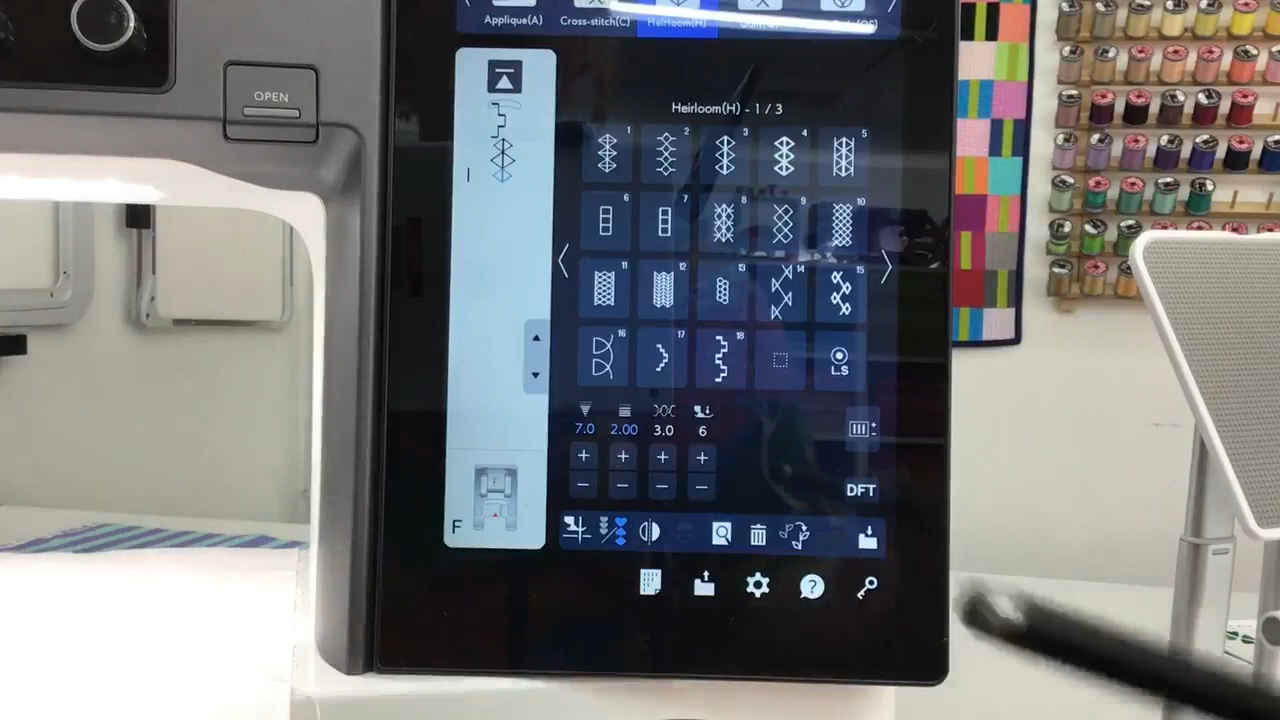 Applique(A) Cross-stitch(C) Heirloom(H)
OPEN
Heirloom(H) - 1 / 3
1 2 3 4 5
6 7 8 9 10
11 12 13 14 15
16 17 18
L.S
7.0 2.00 3.0 6
+ + + +
- - - -
DFT
F